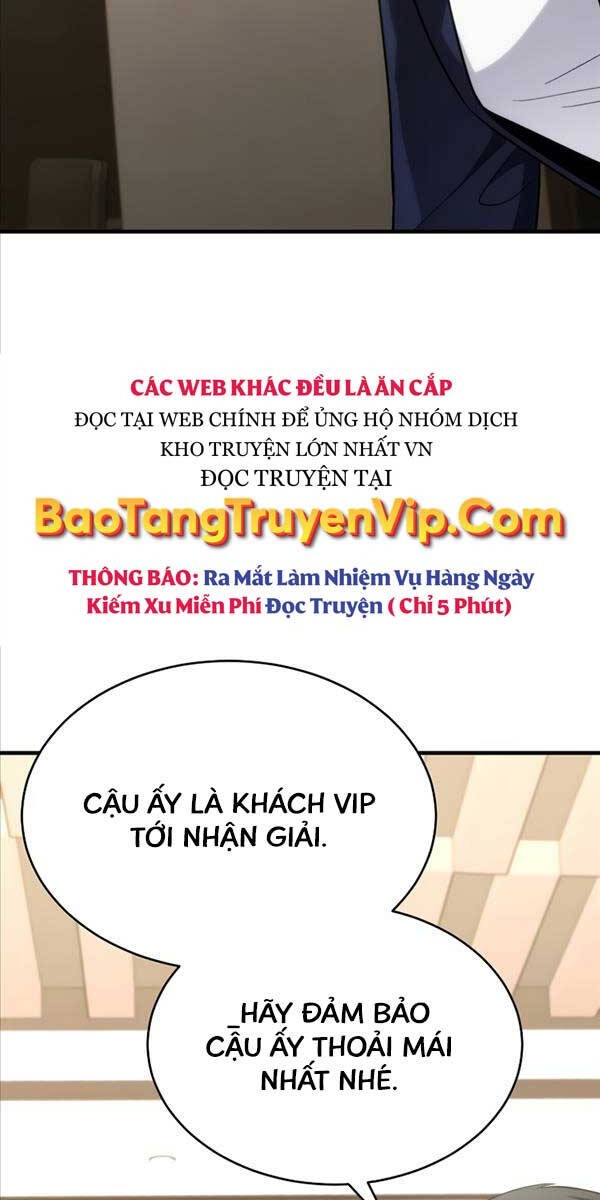 CÁC WEB KHÁC ĐỀU LÀ ĂN CẮP
ĐỌC TẠI WEB CHÍNH ĐỂ ỦNG HỘ NHÓM DỊCH
KHO TRUYỆN LỚN NHẤT VN
ĐỌC TRUYỆN TẠI
BaoTangTruyenVip.Com
THÔNG BÁO: Ra Mắt Làm Nhiệm Vụ Hàng Ngày
Kiếm Xu Miễn Phí Đọc Truyện ( Chỉ 5 Phút)
CẬU ẤY LÀ KHÁCH VIP
TỚI NHẬN GIẢI.
_HÃY ĐẢM BẢO
CẬU ẤY THOẢI MÁI
NHẤT NHÉ.